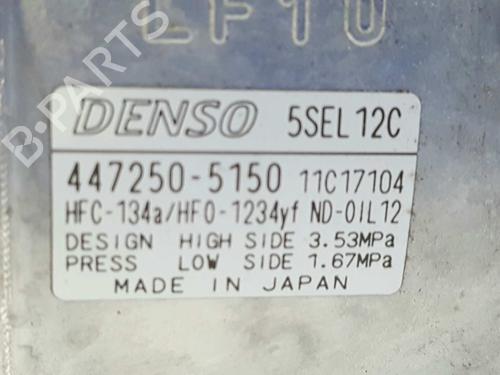 LF10
DENSO 5SEL12C
447250-5150 11C17104
HFC-134a/HFO-1234yf ND-OIL12
DESIGN HIGH SIDE 3.53MPa
PRESS LOW SIDE 1.67MPa
MADE IN JAPAN
B-PARTS